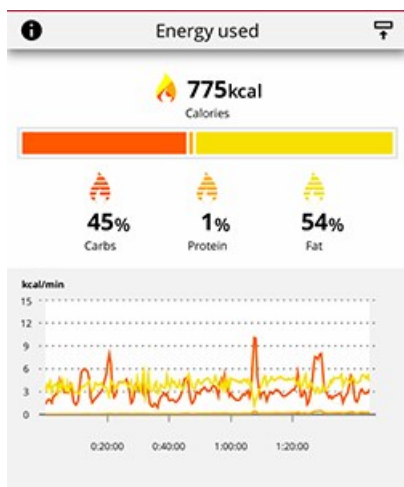 Energy used
775kcal
Calories
45% 1% 54%
Carbs Protein Fat
kcal/min
15
12
9
6
3
0
0:20:00 0:40:00 1:00:00 1:20:00